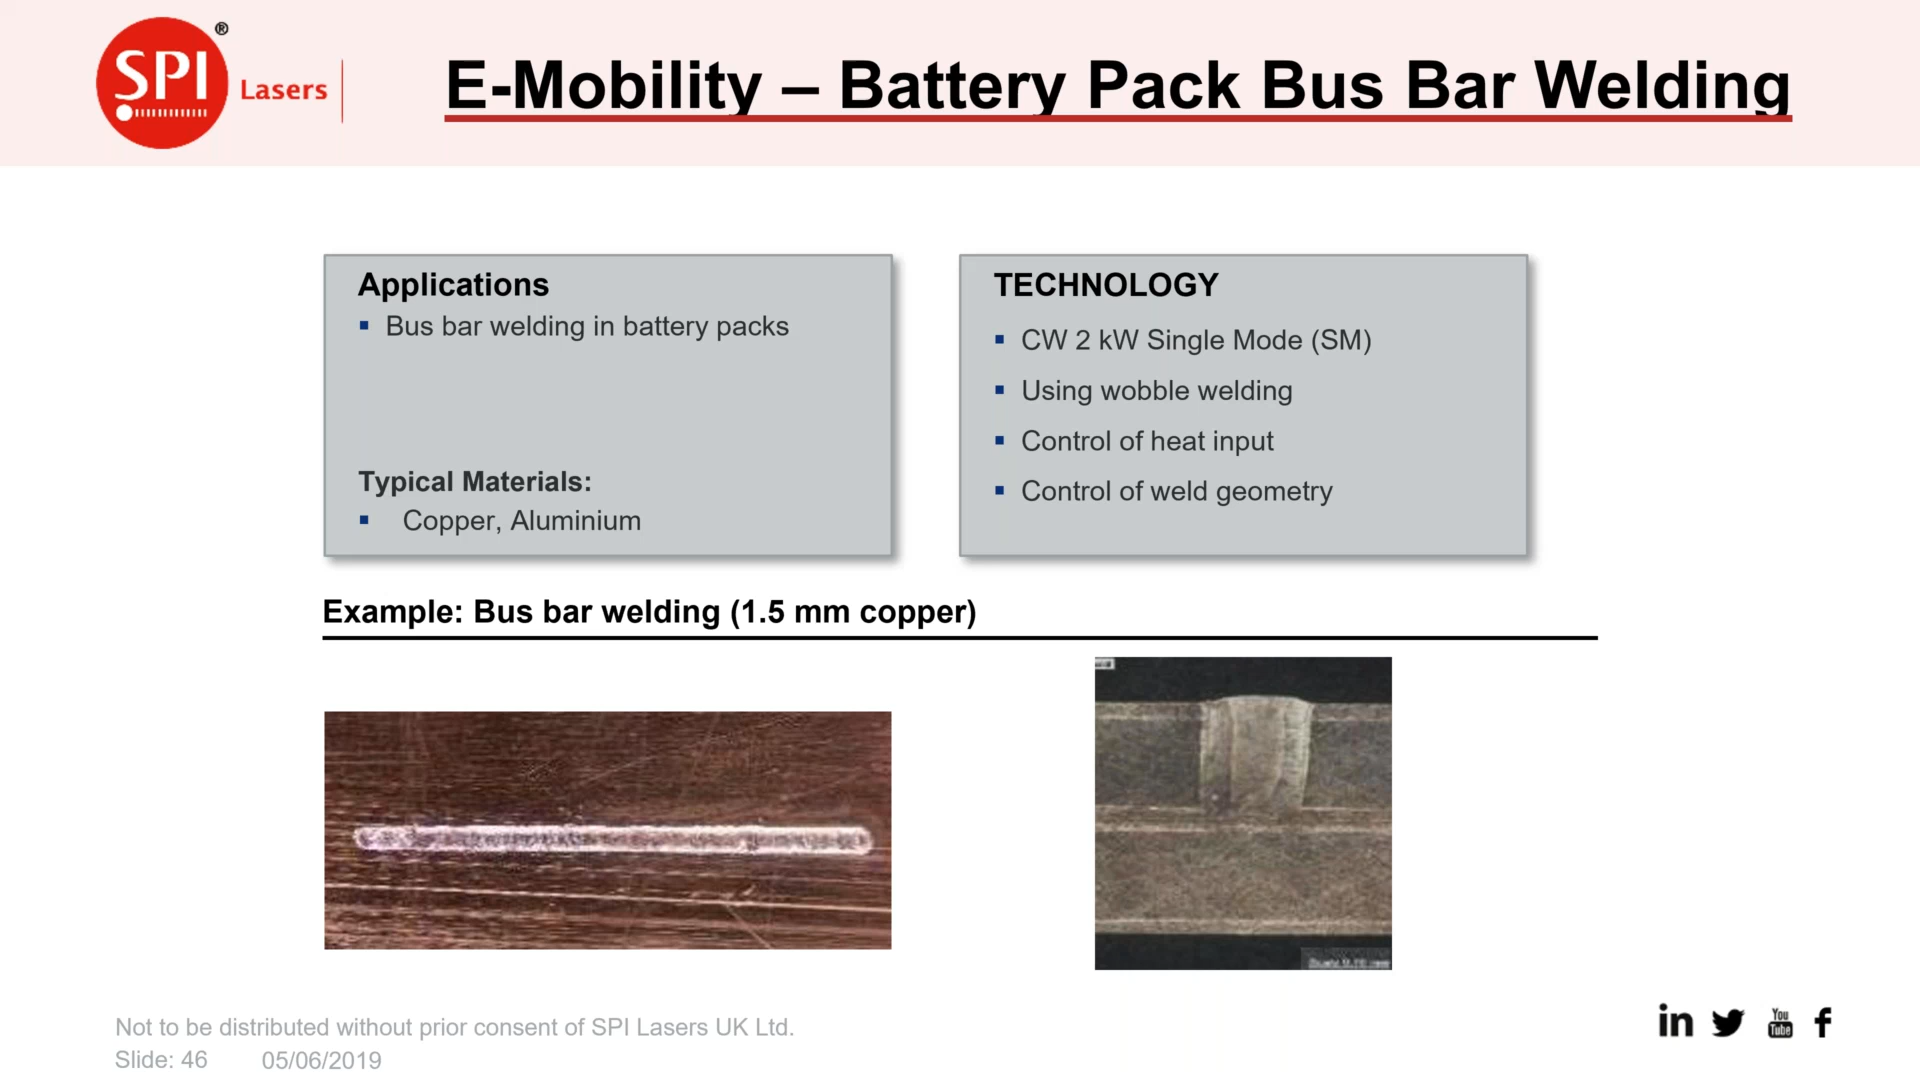 SPI®
Lasers
E-Mobility – Battery Pack Bus Bar Welding
Applications
▪ Bus bar welding in battery packs
Typical Materials:
▪ Copper, Aluminium
TECHNOLOGY
▪ CW 2 kW Single Mode (SM)
▪ Using wobble welding
▪ Control of heat input
▪ Control of weld geometry
Example: Bus bar welding (1.5 mm copper)
Not to be distributed without prior consent of SPI Lasers UK Ltd.
Slide: 46 05/06/2019
in You Tube f